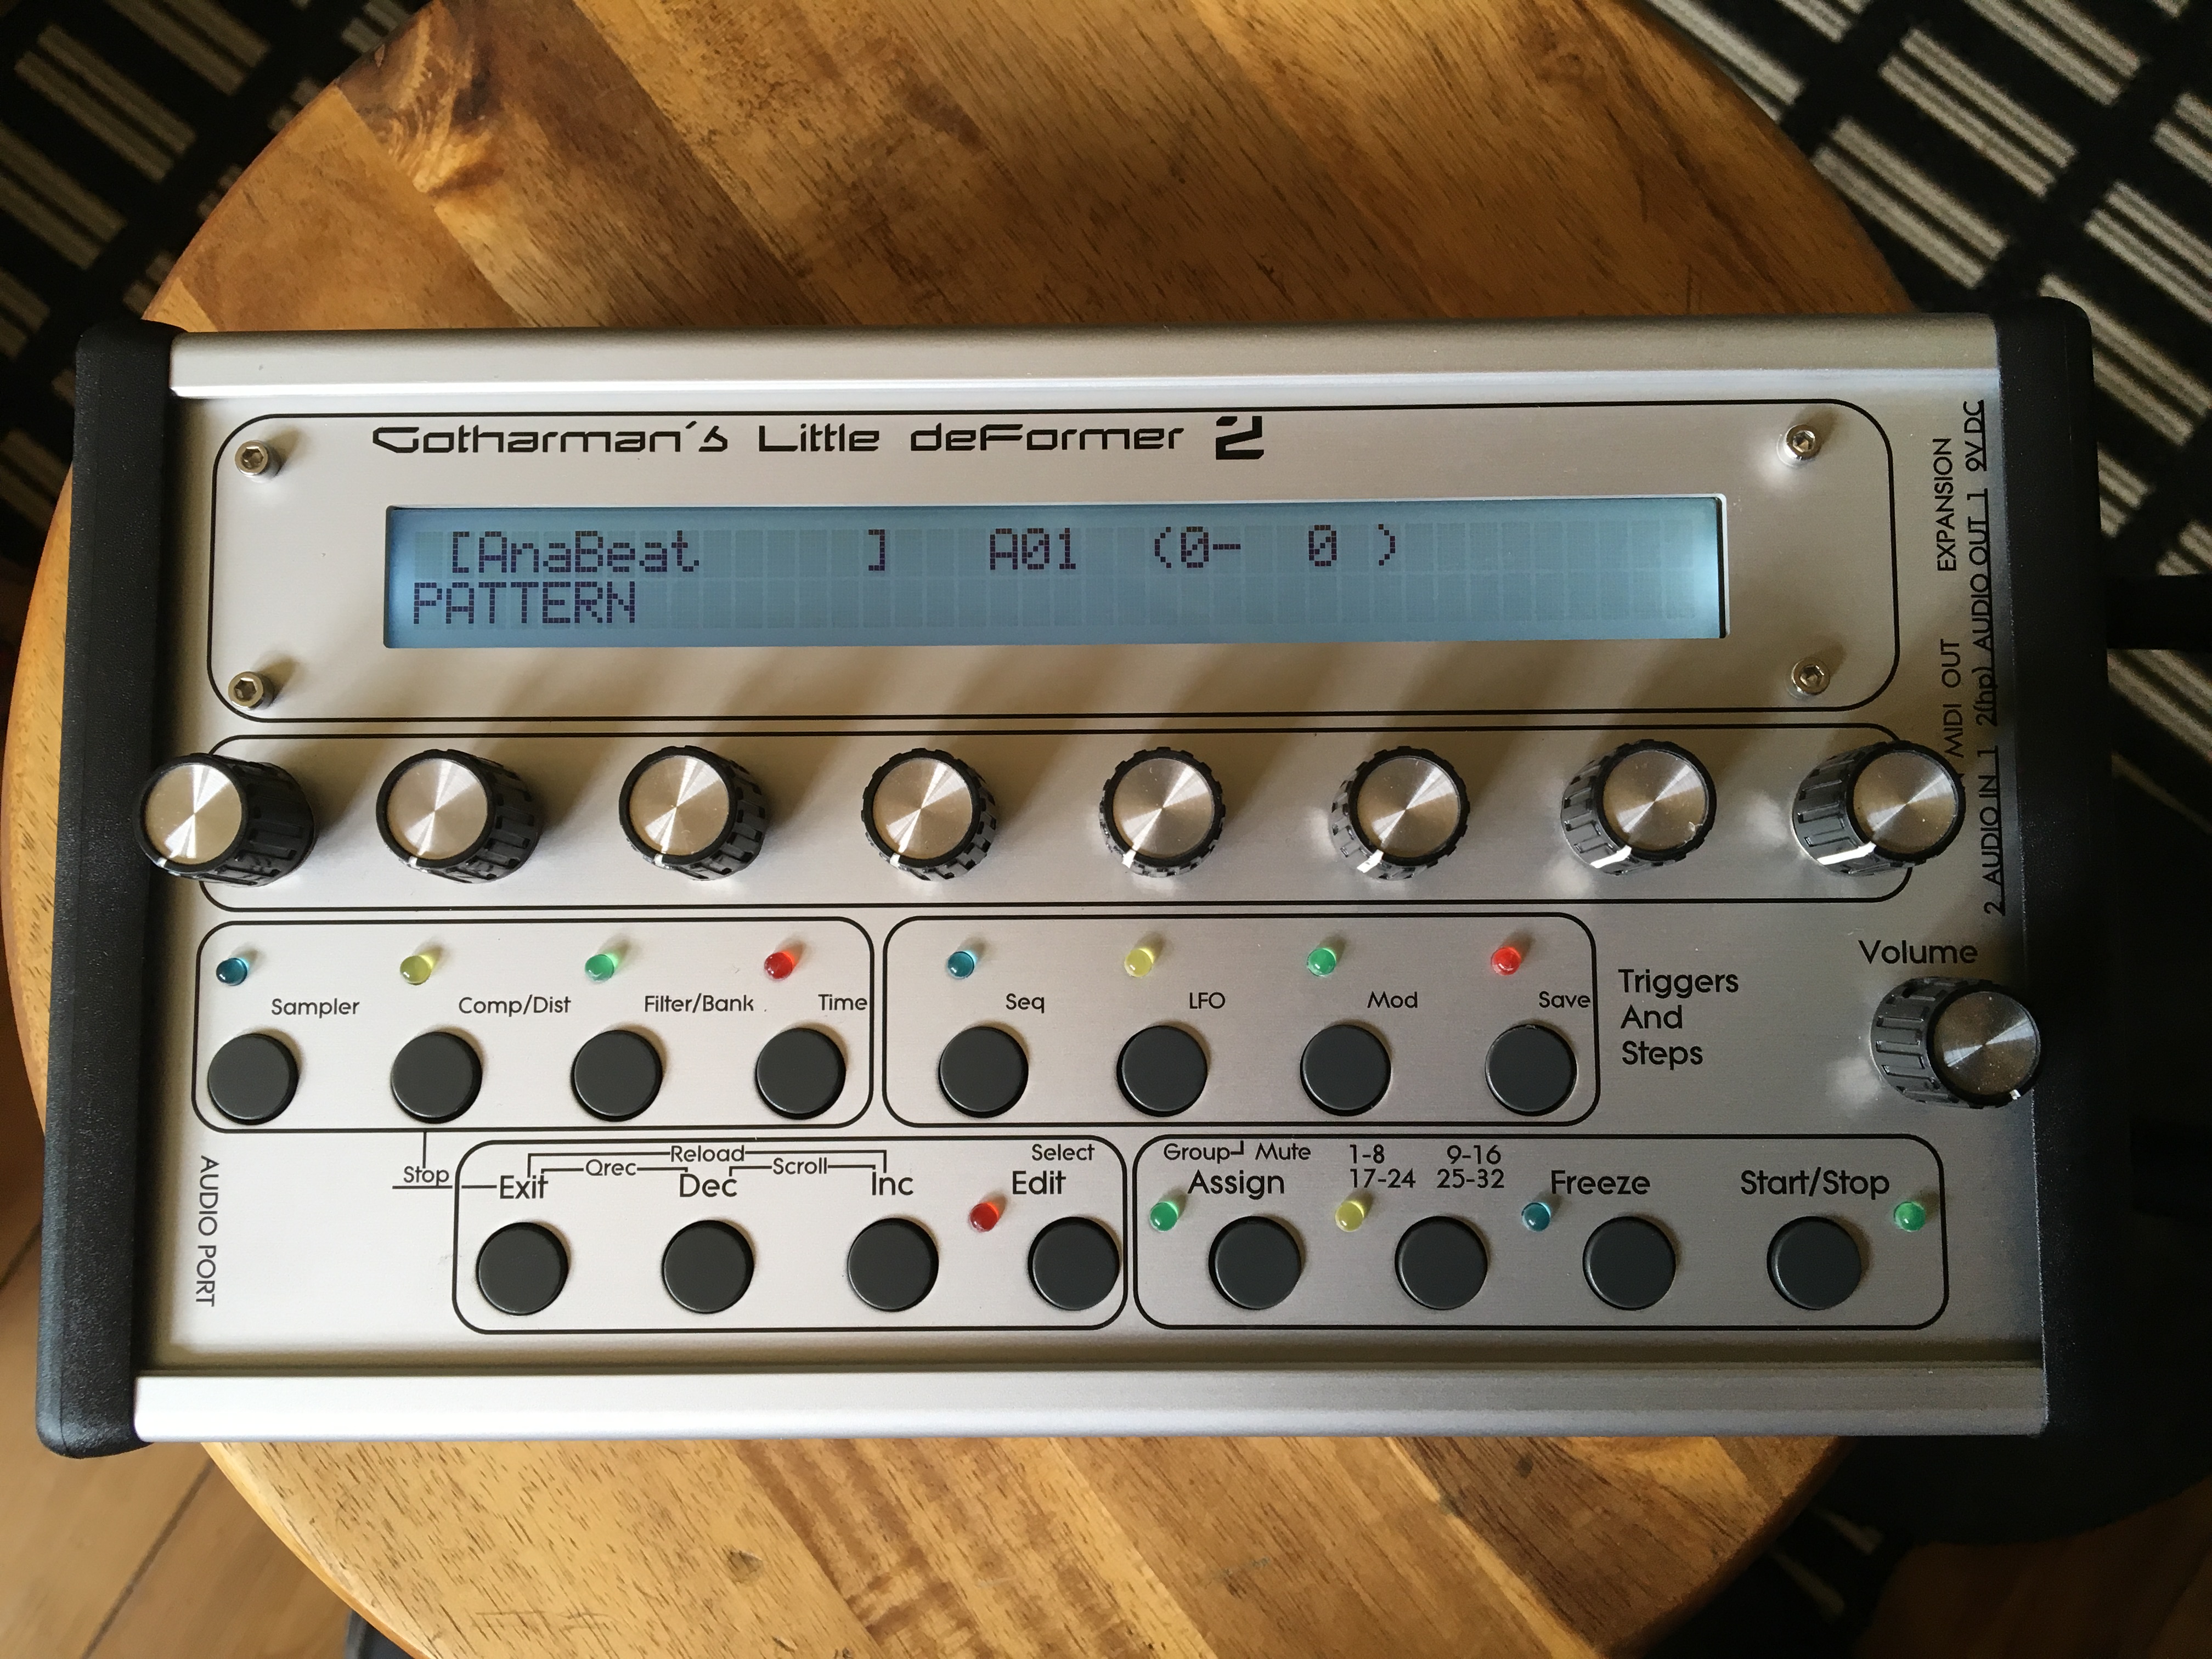 Gotharman's Little deFormer 2
[AnaBeat ] A01 (0- 0 )
PATTERN
EXPANSION 9V DC
MIDI OUT
2 AUDIO IN 1 2(hp) AUDIO OUT 1
Volume
Sampler Comp/Dist Filter/Bank Time
Seq LFO Mod Save
Triggers
And
Steps
AUDIO PORT
Stop
Reload
Qrec Scroll
Exit Dec Inc
Select
Edit
Group Mute 1-8 9-16
17-24 25-32
Assign Freeze Start/Stop